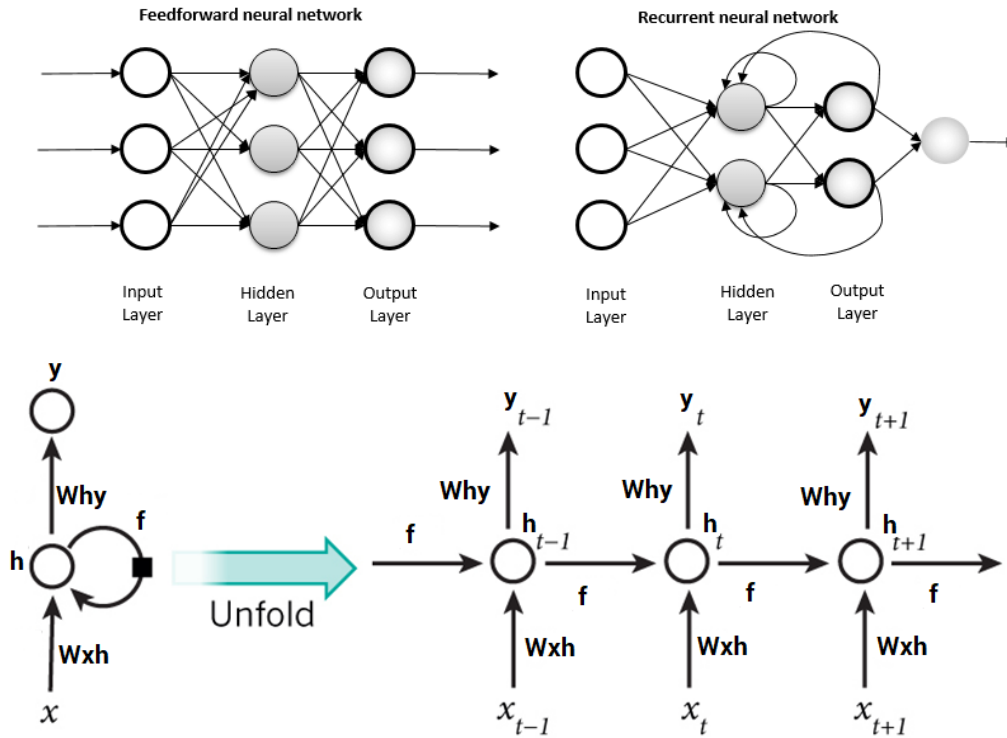 Feedforward neural network
Recurrent neural network
Input
Layer
Hidden
Layer
Output
Layer
Input
Layer
Hidden
Layer
Output
Layer
y
Why
f
h
Wxh
x
Unfold
f
y t-1
Why
h t-1
f
Wxh
x t-1
y t
Why
h t
f
Wxh
x t
y t+1
Why
h t+1
f
Wxh
x t+1